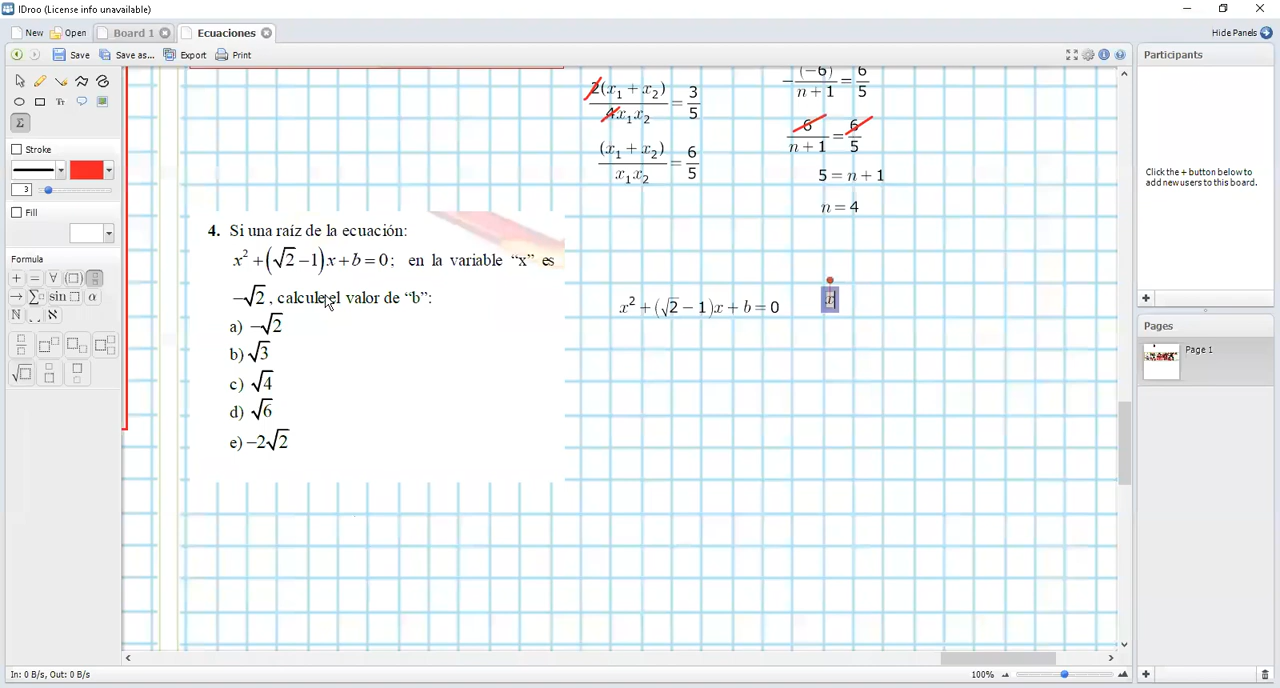 IDroo (License info unavailable)
New Open Board 1 Ecuaciones Hide Panels
Save Save as... Export Print
Participants
Click the + button below to
add new users to this board.
Pages
Page 1
Stroke
3
Fill
Formula
+ = ∀ (□)
→ Σ sin □ α
N ℵ
2(x₁ + x₂) / 4x₁x₂ = 3/5
(x₁ + x₂) / x₁x₂ = 6/5
−(−6)/(n + 1) = 6/5
6/(n + 1) = 6/5
5 = n + 1
n = 4
4. Si una raíz de la ecuación:
x² + (√2 −1)x + b = 0; en la variable “x” es
−√2, calcule el valor de “b”:
a) −√2
b) √3
c) √4
d) √6
e) −2√2
x² + (√2 − 1)x + b = 0
x
In: 0 B/s, Out: 0 B/s
100%